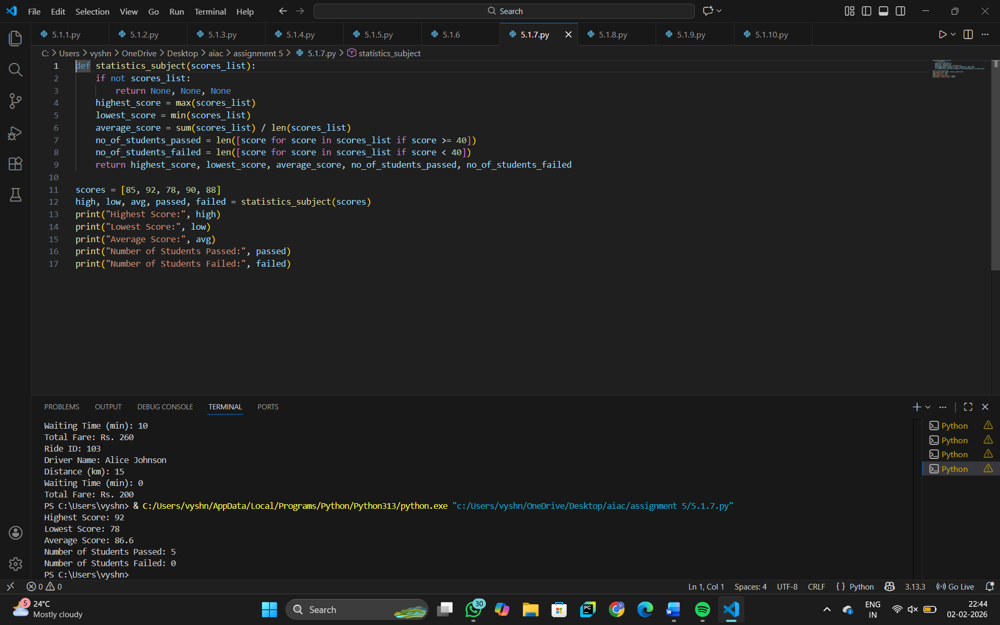 File Edit Selection View Go Run Terminal Help Search
5.1.1.py 5.1.2.py 5.1.3.py 5.1.4.py 5.1.5.py 5.1.6 5.1.7.py 5.1.8.py 5.1.9.py 5.1.10.py
C: > Users > vyshn > OneDrive > Desktop > aiac > assignment 5 > 5.1.7.py > statistics_subject
1 def statistics_subject(scores_list):
2     if not scores_list:
3         return None, None, None
4     highest_score = max(scores_list)
5     lowest_score = min(scores_list)
6     average_score = sum(scores_list) / len(scores_list)
7     no_of_students_passed = len([score for score in scores_list if score >= 40])
8     no_of_students_failed = len([score for score in scores_list if score < 40])
9     return highest_score, lowest_score, average_score, no_of_students_passed, no_of_students_failed
10
11 scores = [85, 92, 78, 90, 88]
12 high, low, avg, passed, failed = statistics_subject(scores)
13 print("Highest Score:", high)
14 print("Lowest Score:", low)
15 print("Average Score:", avg)
16 print("Number of Students Passed:", passed)
17 print("Number of Students Failed:", failed)
PROBLEMS OUTPUT DEBUG CONSOLE TERMINAL PORTS
Waiting Time (min): 10
Total Fare: Rs. 260
Ride ID: 103
Driver Name: Alice Johnson
Distance (km): 15
Waiting Time (min): 0
Total Fare: Rs. 200
PS C:\Users\vyshn> & C:/Users/vyshn/AppData/Local/Programs/Python/Python313/python.exe "c:/Users/vyshn/OneDrive/Desktop/aiac/assignment 5/5.1.7.py"
Highest Score: 92
Lowest Score: 78
Average Score: 86.6
Number of Students Passed: 5
Number of Students Failed: 0
PS C:\Users\vyshn>
Python
Python
Python
Python
0 0 Ln 1, Col 1 Spaces: 4 UTF-8 CRLF { } Python 3.13.3 Go Live
5 24°C
Mostly cloudy
Search
30
PC
V
W
ENG
IN
22:44
02-02-2026